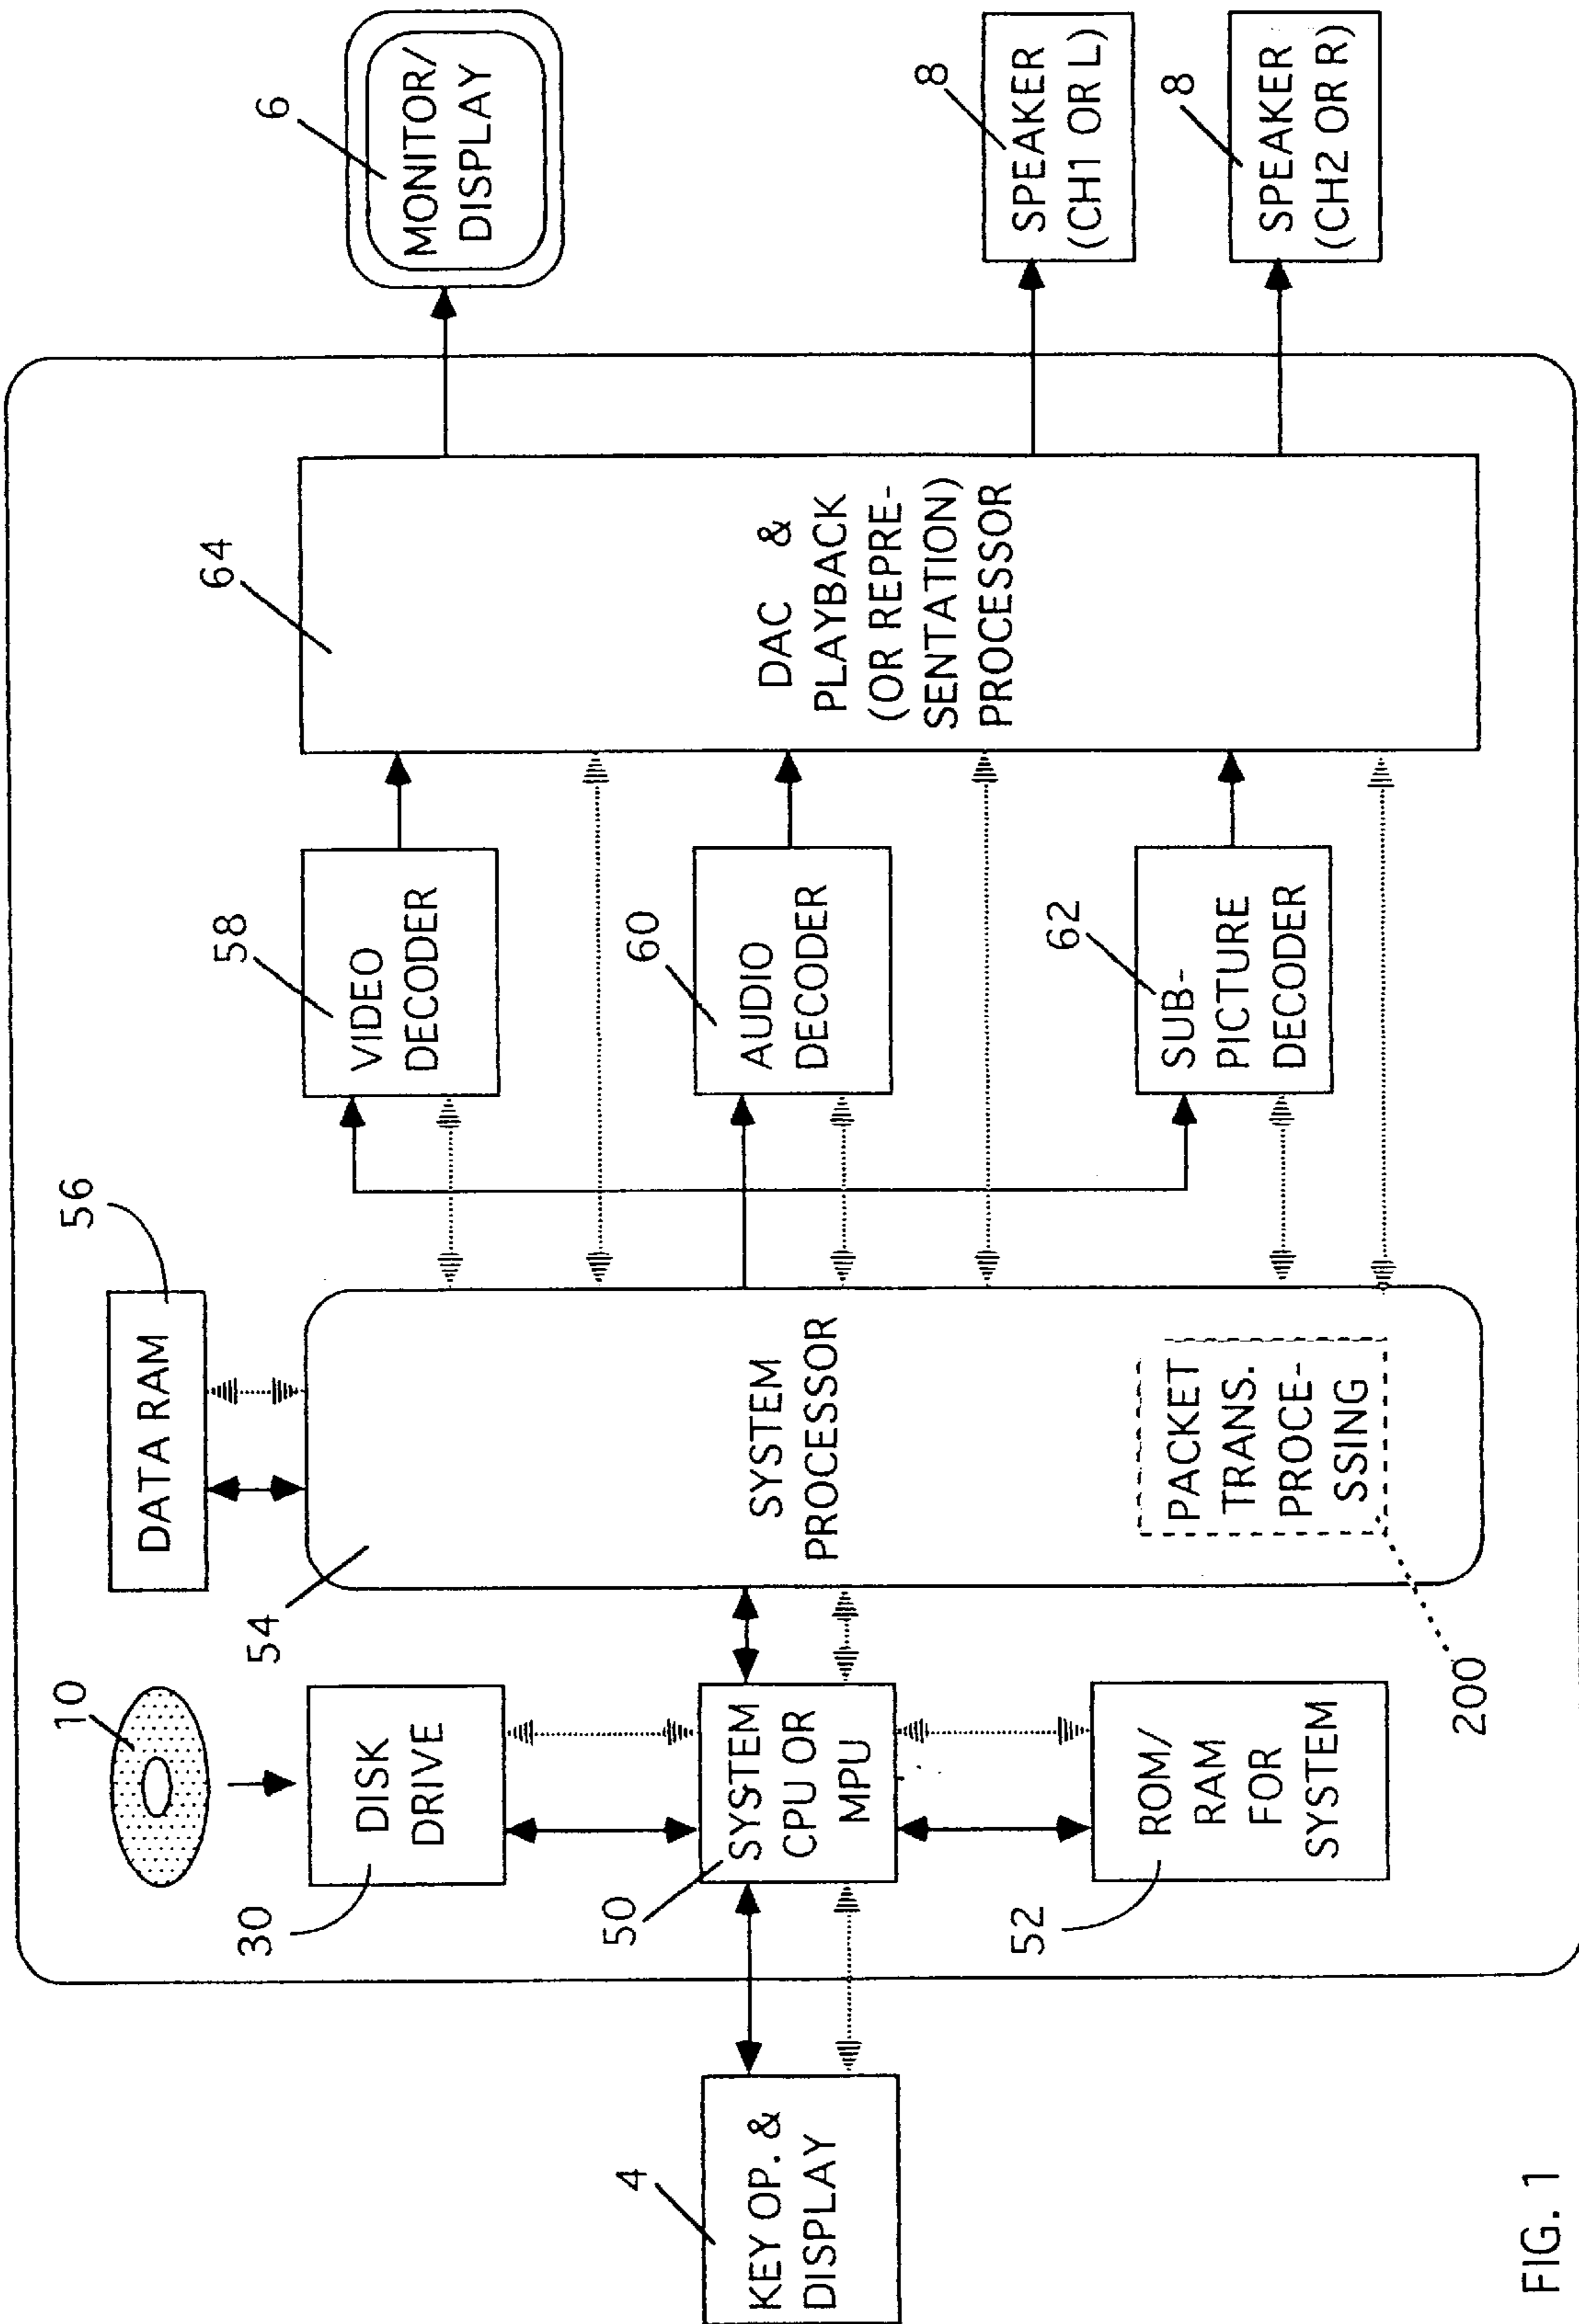 10
30
DISK
DRIVE
56
DATA RAM
54
SYSTEM
PROCESSOR
PACKET
TRANS.
PROCE-
SSING
200
4
KEY OP. &
DISPLAY
50
SYSTEM
CPU OR
MPU
52
ROM/
RAM FOR
SYSTEM
58
VIDEO
DECODER
60
AUDIO
DECODER
62
SUB-
PICTURE
DECODER
64
DAC &
PLAYBACK
(OR REPRE-
SENTATION)
PROCESSOR
6
MONITOR/
DISPLAY
8
SPEAKER
(CH1 OR L)
8
SPEAKER
(CH2 OR R)
FIG. 1